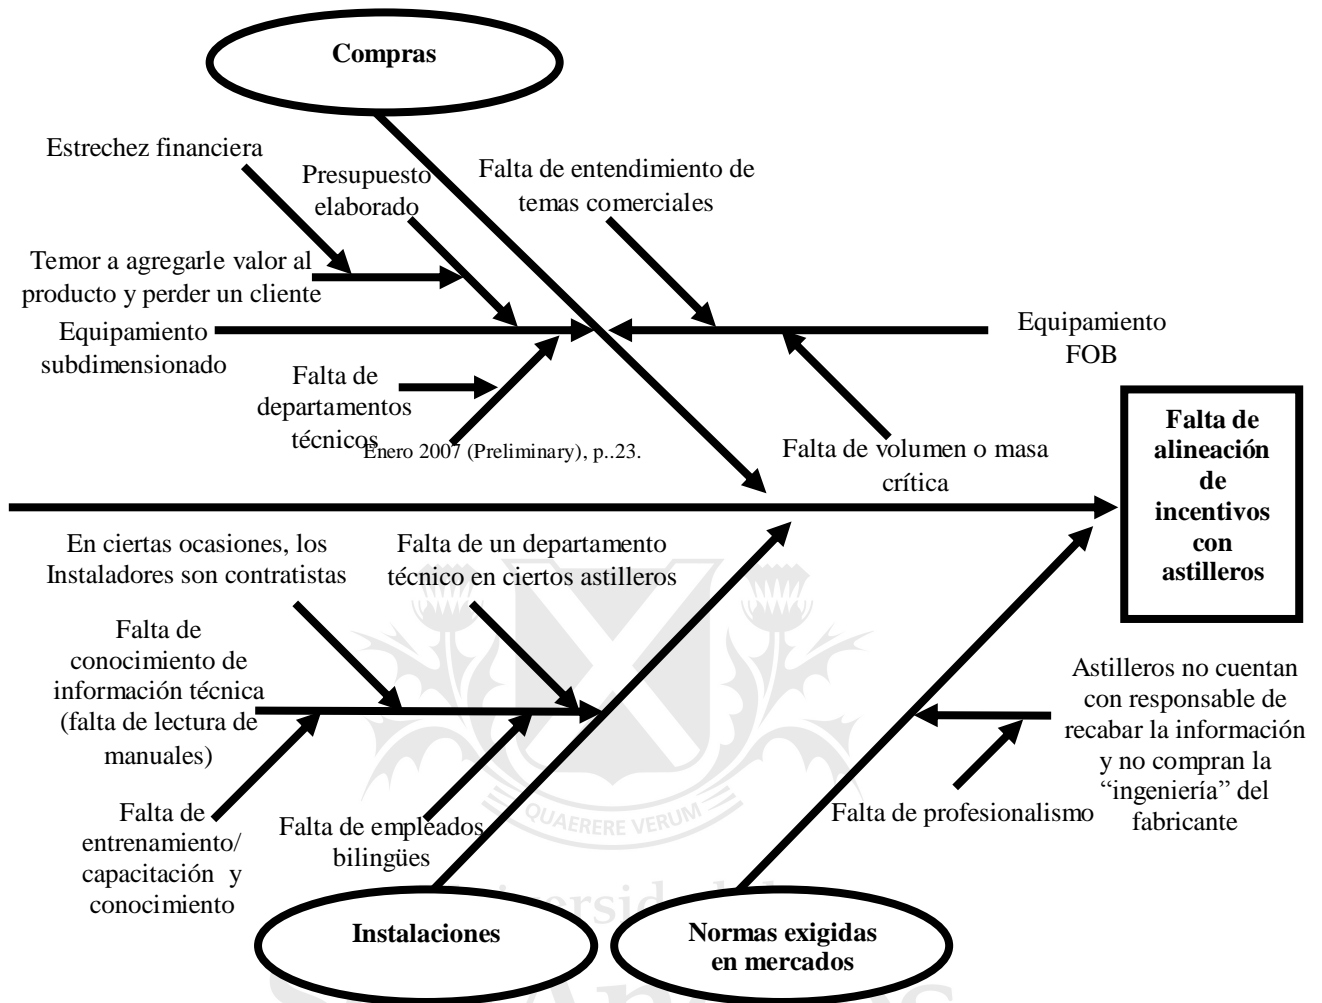 Compras
Estrechez financiera
Presupuesto
elaborado
Falta de entendimiento de
temas comerciales
Temor a agregarle valor al
producto y perder un cliente
Equipamiento
subdimensionado
Equipamiento
FOB
Falta de
departamentos
técnicos
Enero 2007 (Preliminary), p..23.
Falta de volumen o masa
crítica
Falta de
alineación
de
incentivos
con
astilleros
En ciertas ocasiones, los
Instaladores son contratistas
Falta de un departamento
técnico en ciertos astilleros
Falta de
conocimiento de
información técnica
(falta de lectura de
manuales)
Astilleros no cuentan
con responsable de
recabar la información
y no compran la
“ingeniería” del
fabricante
Falta de
entrenamiento/
capacitación y
conocimiento
Falta de empleados
bilingües
Falta de profesionalismo
QUAERERE VERUM
Instalaciones
Normas exigidas
en mercados